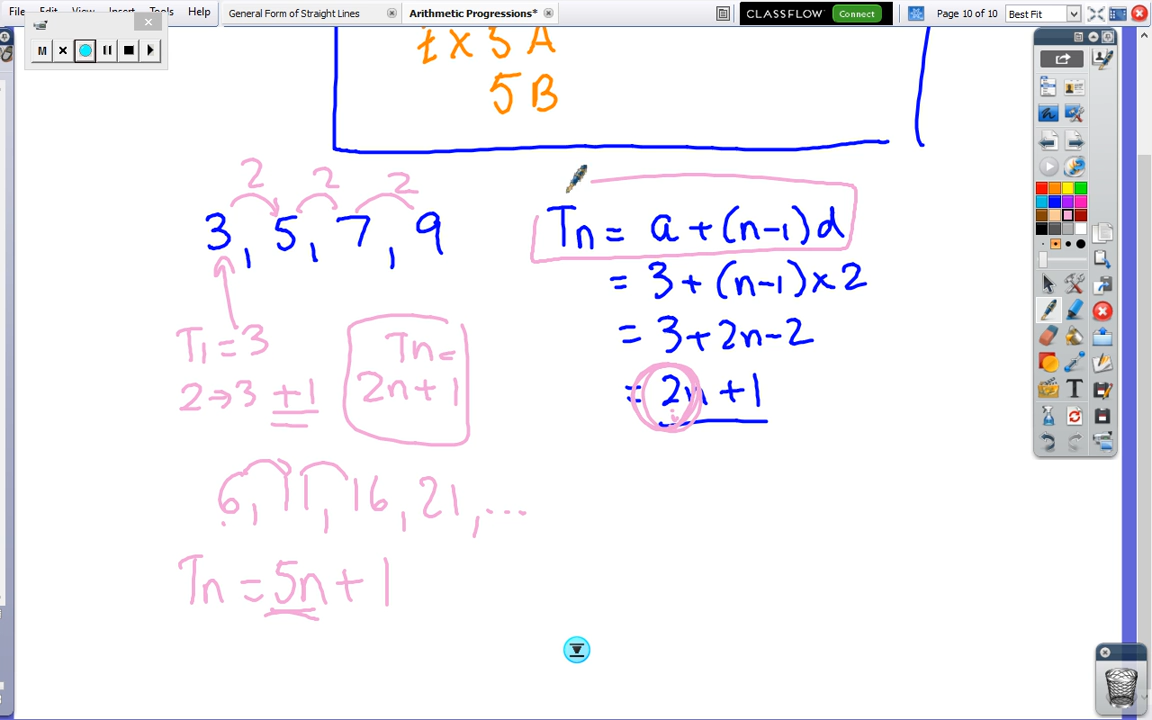 File Edit View Insert Tools Help
General Form of Straight Lines
Arithmetic Progressions*
CLASSFLOW Connect
Page 10 of 10 Best Fit
M
x 3 A
5 B
2 2 2
3, 5, 7, 9
Tn = a + (n-1)d
= 3 + (n-1) x 2
= 3 + 2n - 2
= 2n + 1
T1 = 3
2 → 3 +1
Tn =
2n + 1
6, 11, 16, 21, ...
Tn = 5n + 1
T